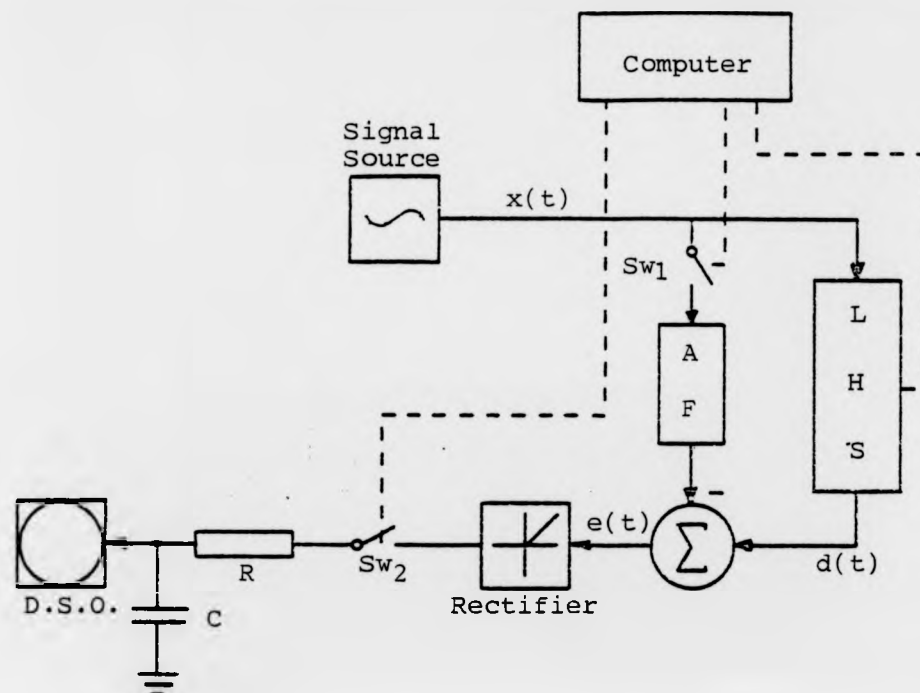 Computer
Signal
Source
x(t)
Sw1
L
H
S
A
F
-
e(t)
Σ
d(t)
Rectifier
Sw2
R
D.S.O.
C